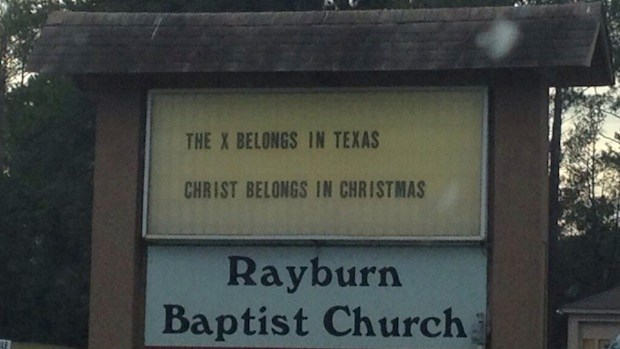 THE X BELONGS IN TEXAS
CHRIST BELONGS IN CHRISTMAS
Rayburn
Baptist Church